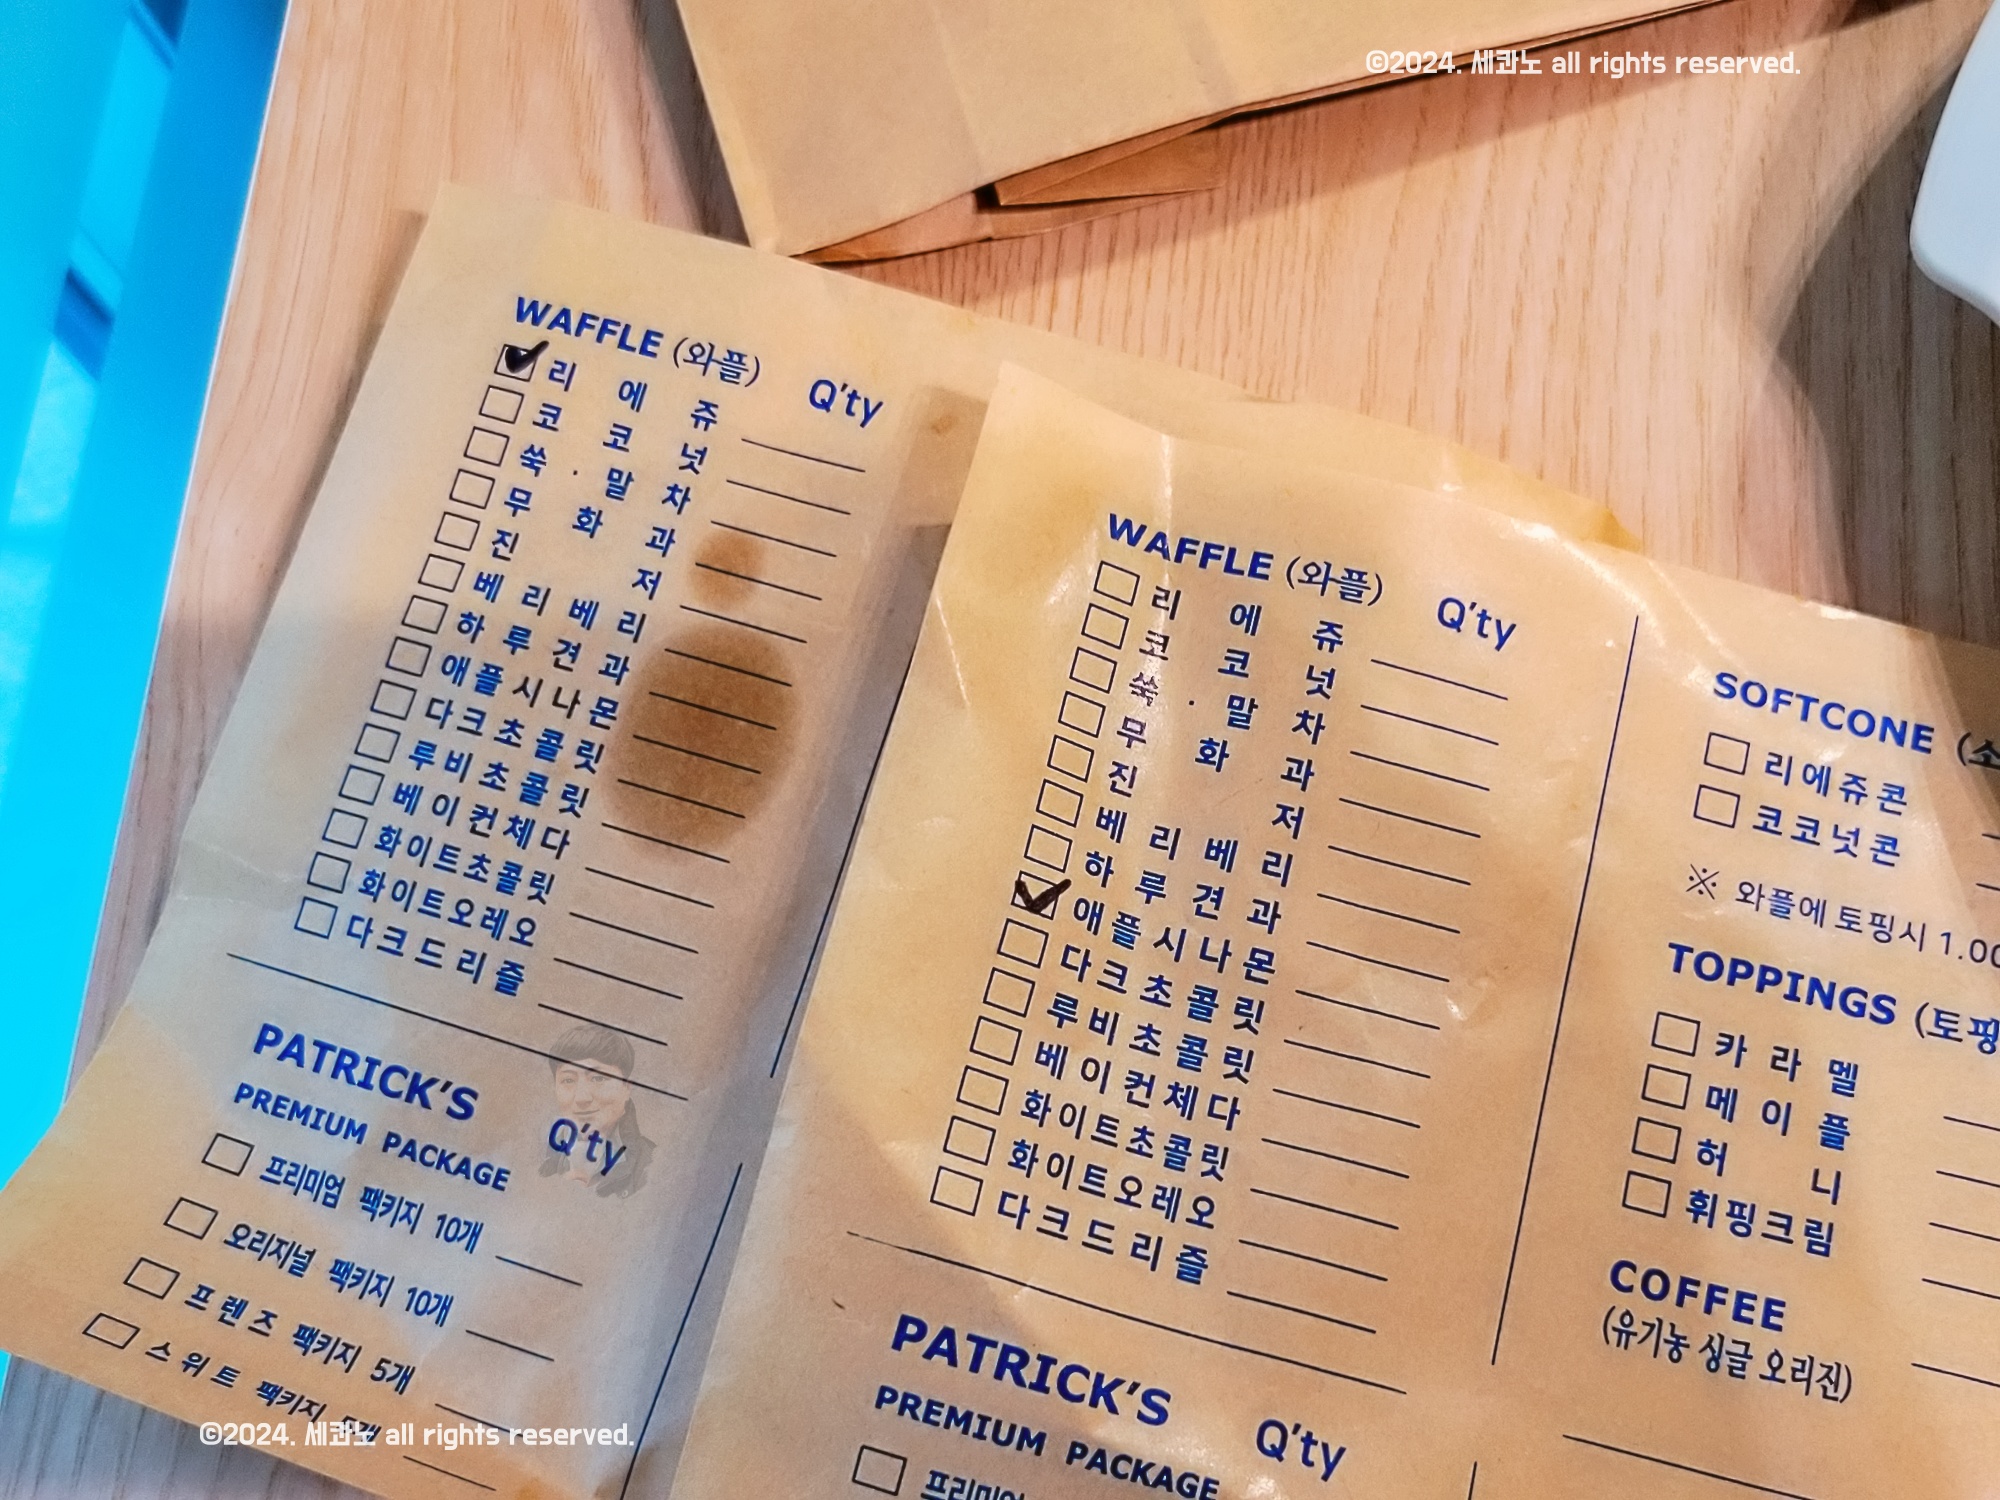 ©2024. 세콰노 all rights reserved.
WAFFLE (와플) Q'ty
리에쥬
코코넛
쑥·말차
무화과
진저
베리베리
하루견과
애플시나몬
다크초콜릿
루비초콜릿
베이컨체다
화이트초콜릿
화이트오레오
다크드리즐
PATRICK'S
PREMIUM PACKAGE Q'ty
프리미엄 팩키지 10개
오리지널 팩키지 10개
프렌즈 팩키지 5개
스위트 팩키지 5개
WAFFLE (와플) Q'ty
리에쥬
코코넛
쑥·말차
무화과
진저
베리베리
하루견과
애플시나몬
다크초콜릿
루비초콜릿
베이컨체다
화이트초콜릿
화이트오레오
다크드리즐
PATRICK'S
PREMIUM PACKAGE Q'ty
프리미엄
SOFTCONE
리에쥬콘
코코넛콘
※ 와플에 토핑시 1.00
TOPPINGS (토핑
카라멜
메이플
허니
휘핑크림
COFFEE
(유기농 싱글 오리진)
©2024. 세콰노 all rights reserved.